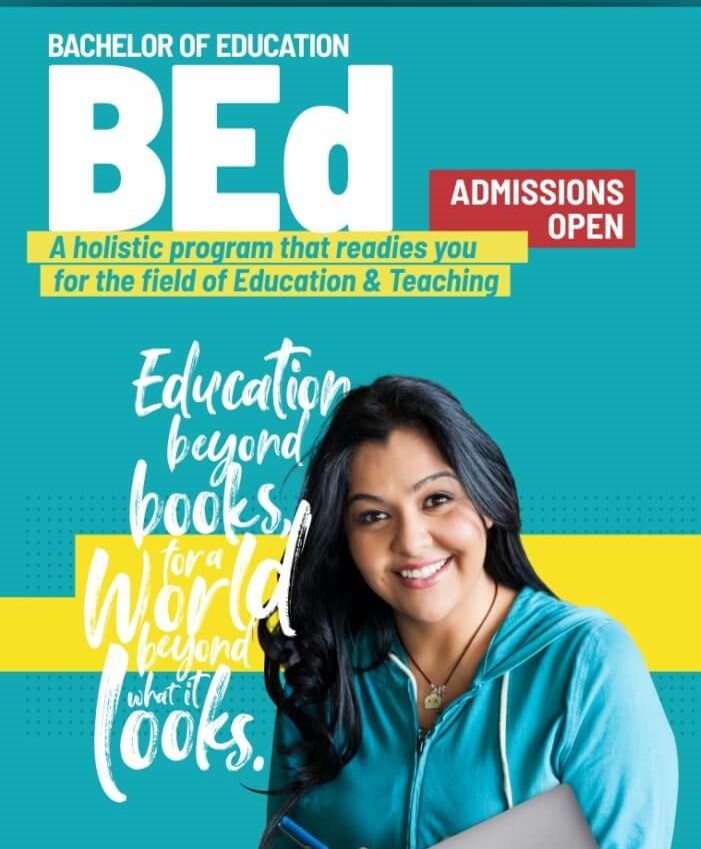 BACHELOR OF EDUCATION
BEd
ADMISSIONS
OPEN
A holistic program that readies you
for the field of Education & Teaching
Education
beyond
books,
for a
World
beyond
what it
looks.